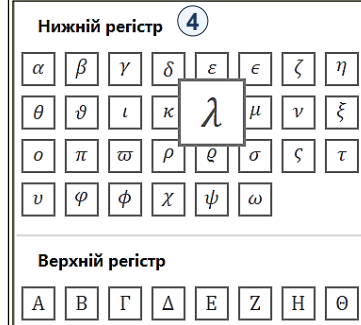 Нижній регістр 4
α β γ δ ε ϵ ζ η
θ ϑ ι κ λ μ ν ξ
ο π ϖ ρ ϱ σ ς τ
υ φ ϕ χ ψ ω
Верхній регістр
Α Β Γ Δ Ε Ζ Η Θ